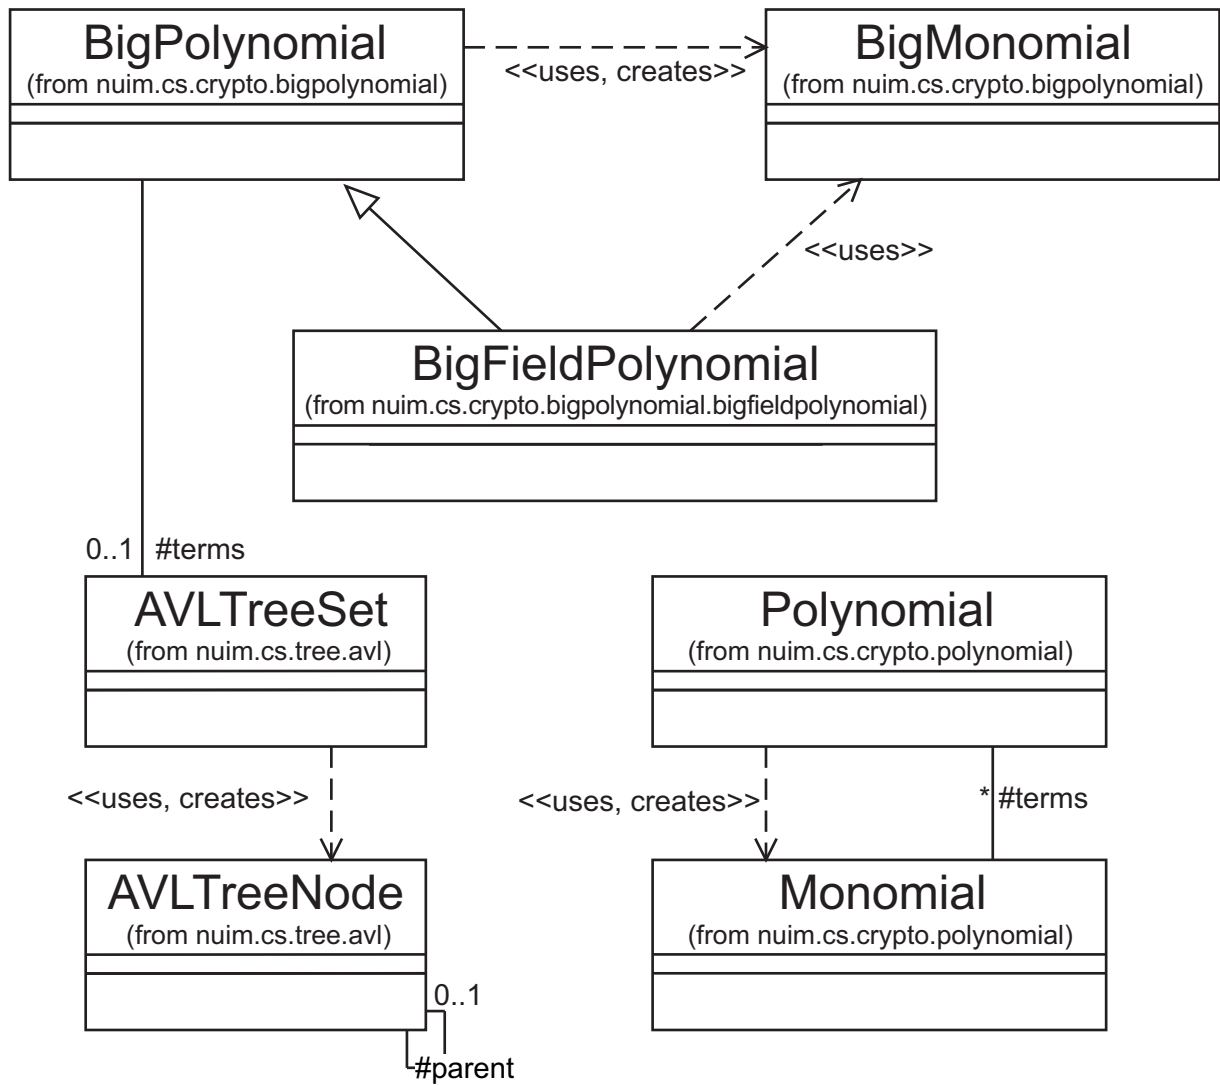 BigPolynomial
(from nuim.cs.crypto.bigpolynomial)
<<uses, creates>>
BigMonomial
(from nuim.cs.crypto.bigpolynomial)
<<uses>>
BigFieldPolynomial
(from nuim.cs.crypto.bigpolynomial.bigfieldpolynomial)
0..1 #terms
AVLTreeSet
(from nuim.cs.tree.avl)
Polynomial
(from nuim.cs.crypto.polynomial)
<<uses, creates>>
<<uses, creates>>
* #terms
AVLTreeNode
(from nuim.cs.tree.avl)
Monomial
(from nuim.cs.crypto.polynomial)
0..1
#parent